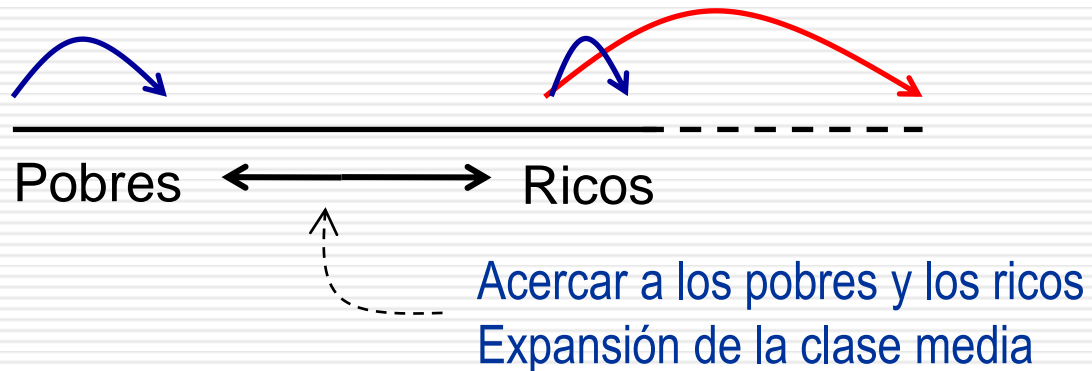 Pobres
Ricos
Acercar a los pobres y los ricos
Expansión de la clase media